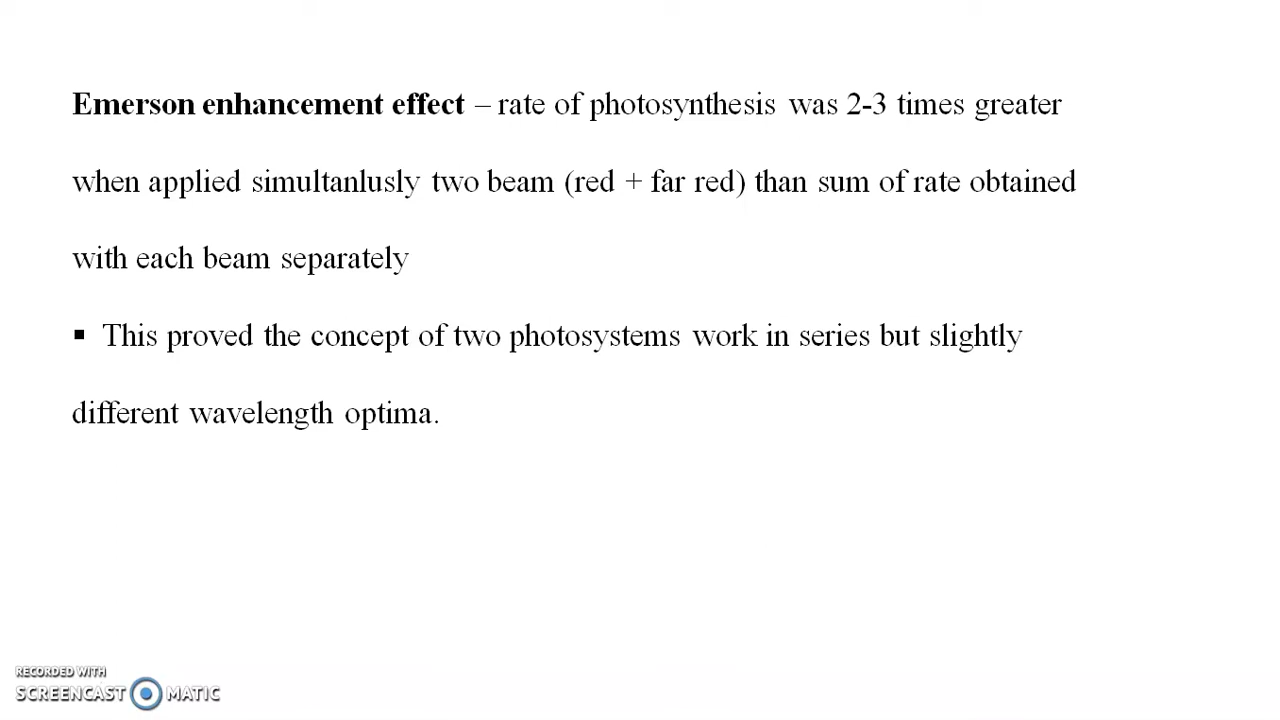 Emerson enhancement effect – rate of photosynthesis was 2-3 times greater
when applied simultanlusly two beam (red + far red) than sum of rate obtained
with each beam separately
▪ This proved the concept of two photosystems work in series but slightly
different wavelength optima.
RECORDED WITH
SCREENCAST MATIC